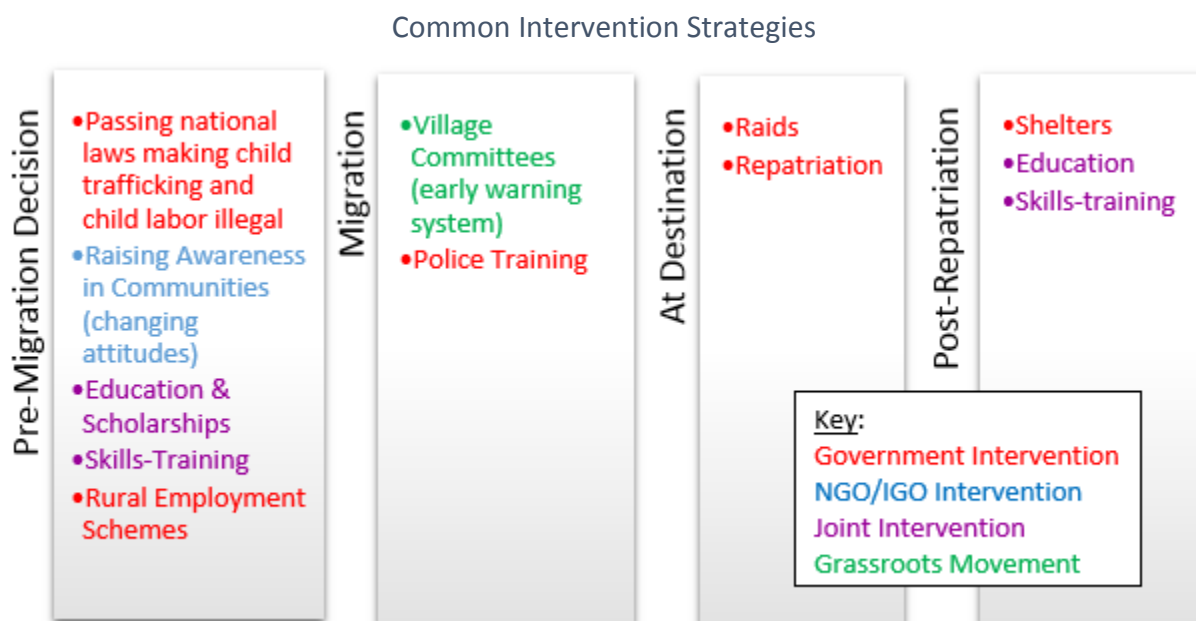 Common Intervention Strategies
Pre-Migration Decision
•Passing national
laws making child
trafficking and
child labor illegal
•Raising Awareness
in Communities
(changing
attitudes)
•Education &
Scholarships
•Skills-Training
•Rural Employment
Schemes
Migration
•Village
Committees
(early warning
system)
•Police Training
At Destination
•Raids
•Repatriation
Post-Repatriation
•Shelters
•Education
•Skills-training
Key:
Government Intervention
NGO/IGO Intervention
Joint Intervention
Grassroots Movement